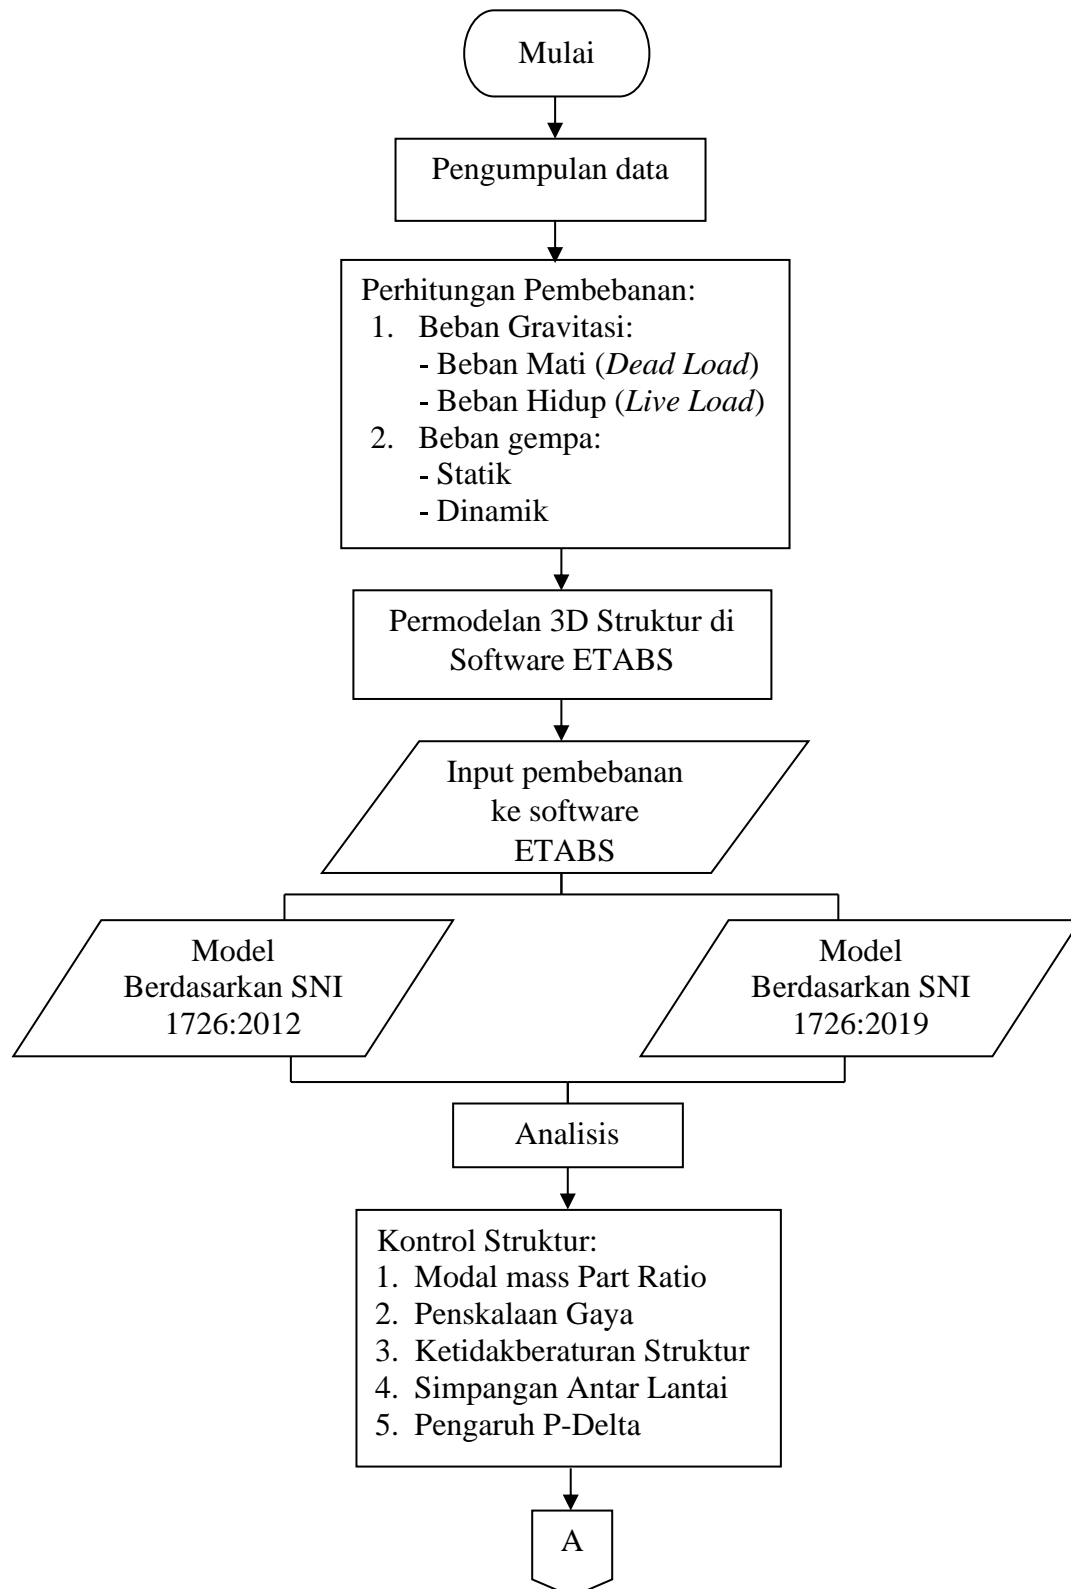 Mulai
Pengumpulan data
Perhitungan Pembebanan:
1. Beban Gravitasi:
- Beban Mati (Dead Load)
- Beban Hidup (Live Load)
2. Beban gempa:
- Statik
- Dinamik
Permodelan 3D Struktur di
Software ETABS
Input pembebanan
ke software
ETABS
Model
Berdasarkan SNI
1726:2012
Model
Berdasarkan SNI
1726:2019
Analisis
Kontrol Struktur:
1. Modal mass Part Ratio
2. Penskalaan Gaya
3. Ketidakberaturan Struktur
4. Simpangan Antar Lantai
5. Pengaruh P-Delta
A